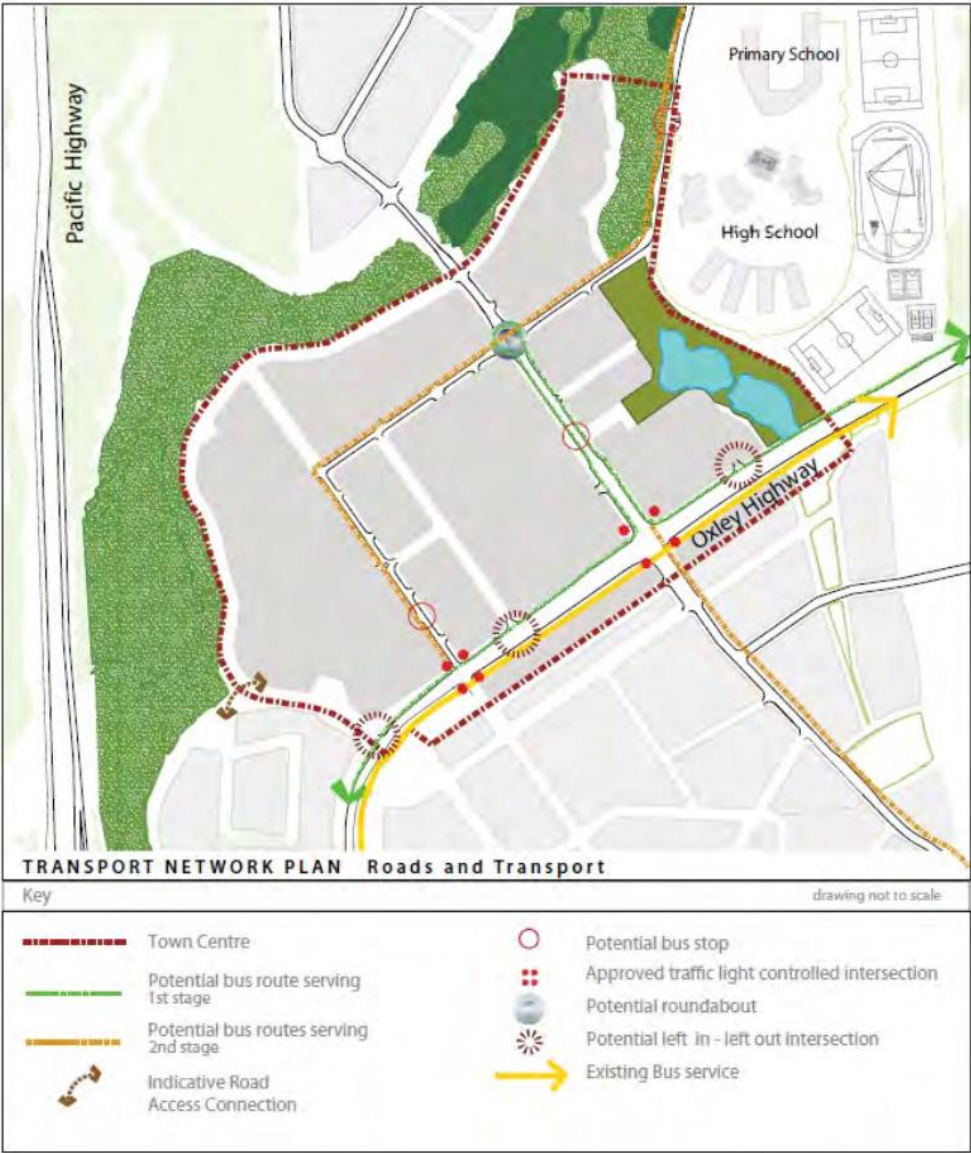 Pacific Highway
Primary School
High School
Oxley Highway
TRANSPORT NETWORK PLAN Roads and Transport
Key
drawing not to scale
Town Centre
Potential bus route serving
1st stage
Potential bus routes serving
2nd stage
Indicative Road
Access Connection
Potential bus stop
Approved traffic light controlled intersection
Potential roundabout
Potential left in - left out intersection
Existing Bus service